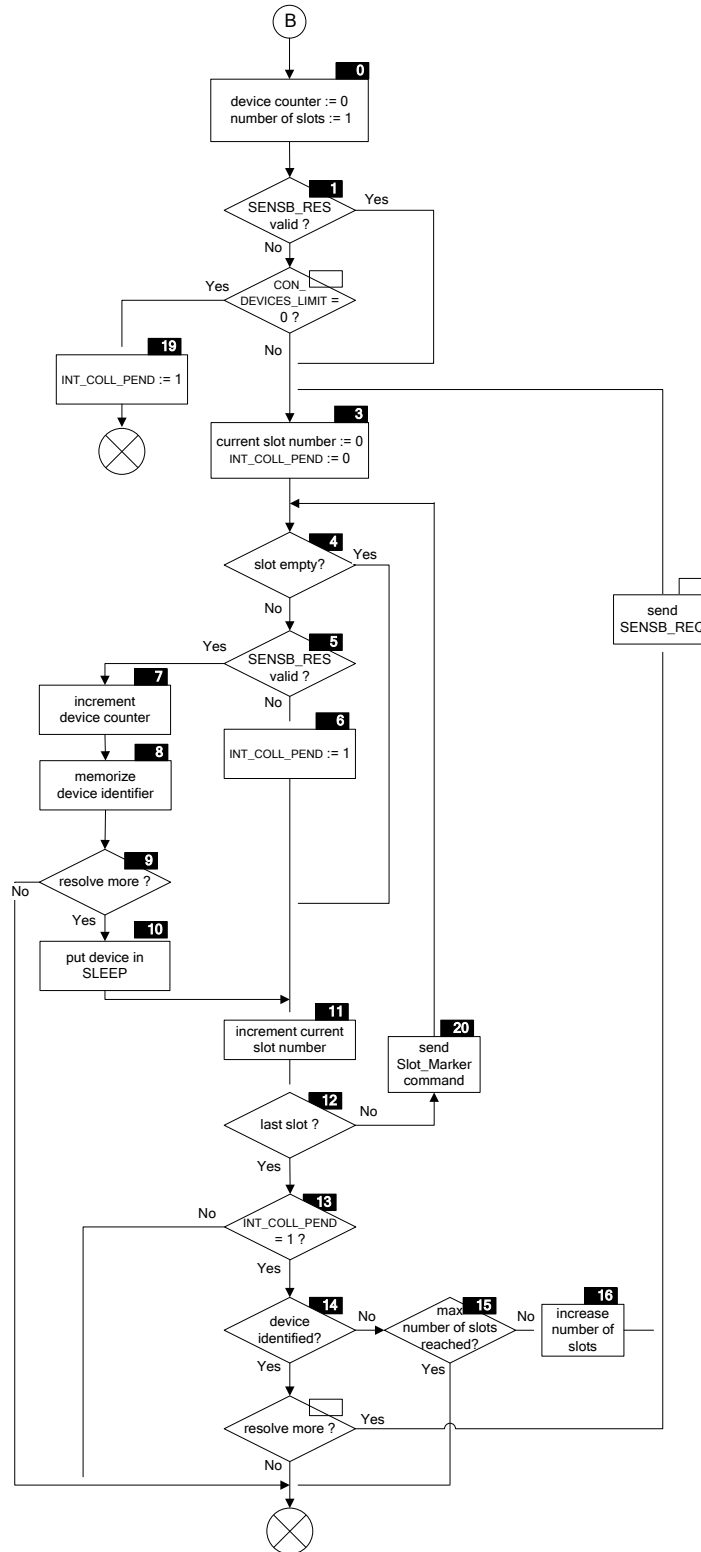 B
0
device counter := 0
number of slots := 1
1
SENSB_RES
valid ?
Yes
No
CON_
DEVICES_LIMIT =
0 ?
Yes
No
19
INT_COLL_PEND := 1
3
current slot number := 0
INT_COLL_PEND := 0
4
slot empty?
Yes
No
send
SENSB_REQ
5
SENSB_RES
valid ?
Yes
No
7
increment
device counter
6
INT_COLL_PEND := 1
8
memorize
device identifier
9
resolve more ?
No
Yes
10
put device in
SLEEP
11
increment current
slot number
20
send
Slot_Marker
command
12
last slot ?
No
Yes
13
INT_COLL_PEND
= 1 ?
No
Yes
14
device
identified?
No
Yes
15
max
number of slots
reached?
No
Yes
16
increase
number of
slots
resolve more ?
Yes
No